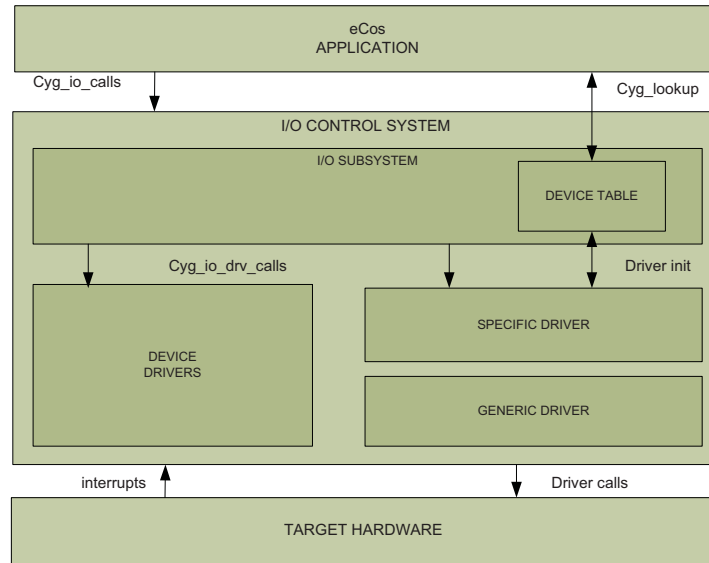 eCos
APPLICATION
Cyg_io_calls
Cyg_lookup
I/O CONTROL SYSTEM
I/O SUBSYSTEM
DEVICE TABLE
Cyg_io_drv_calls
Driver init
DEVICE
DRIVERS
SPECIFIC DRIVER
GENERIC DRIVER
interrupts
Driver calls
TARGET HARDWARE